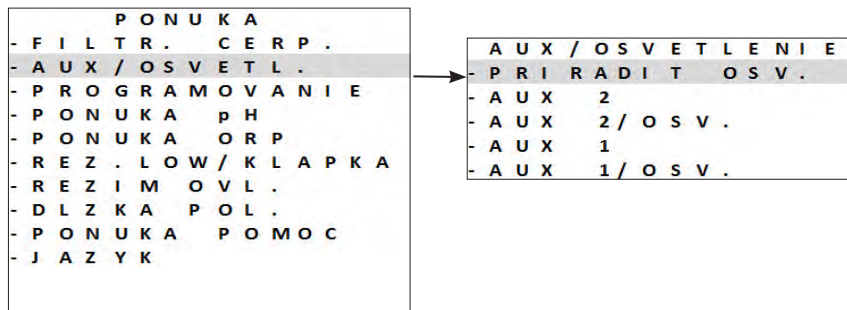 PONUKA
-FILTR. CERP.
-AUX/OSVETL.
-PROGRAMOVANIE
-PONUKA pH
-PONUKA ORP
-REZ.LOW/KLAPKA
-REZIM OVL.
-DLZKA POL.
-PONUKA POMOC
-JAZYK
AUX/OSVETLENIE
-PRIRADIT OSV.
-AUX 2
-AUX 2/OSV.
-AUX 1
-AUX 1/OSV.